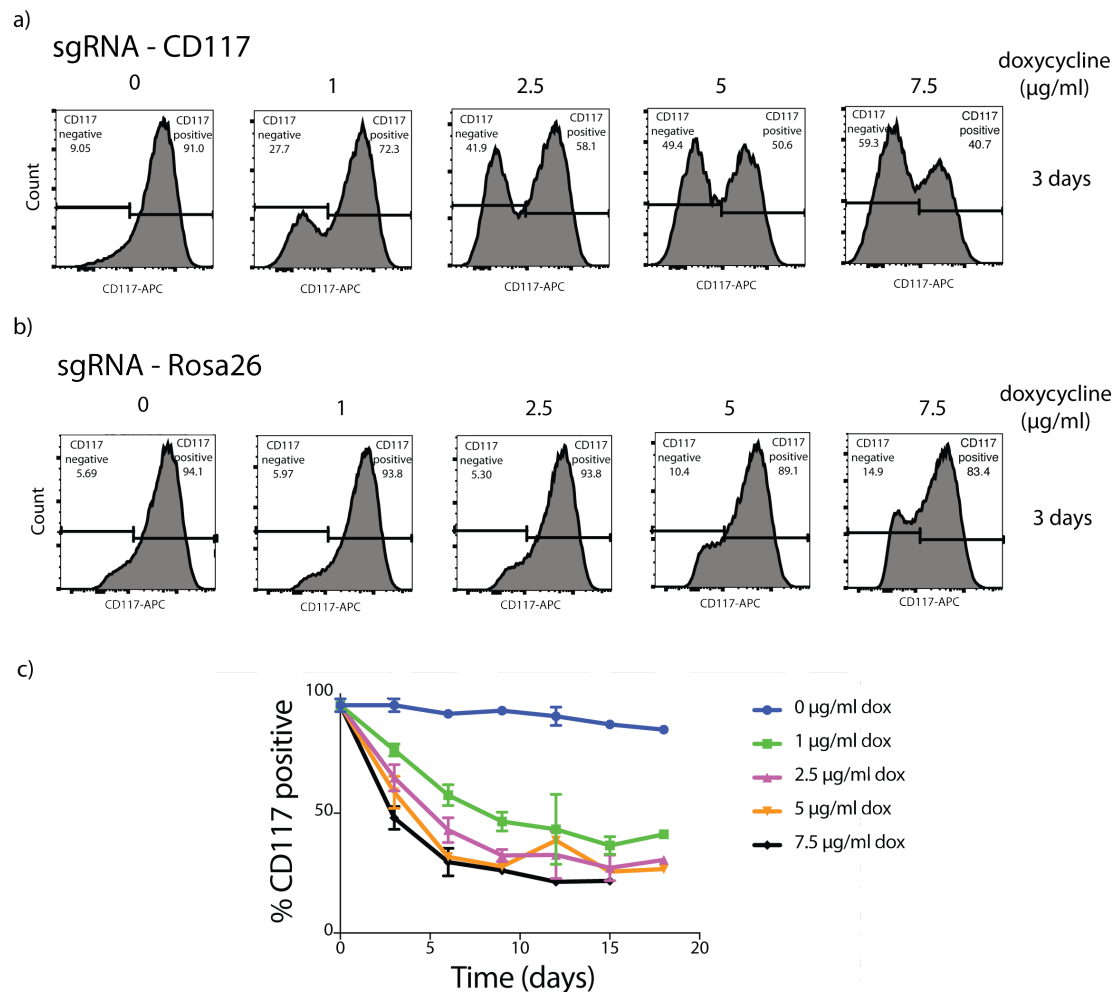 a)
sgRNA - CD117
0 1 2.5 5 7.5 doxycycline
(µg/ml)
CD117 CD117 CD117 CD117 CD117 CD117 CD117 CD117 CD117 CD117
negative positive negative positive negative positive negative positive negative positive
9.05 91.0 27.7 72.3 41.9 58.1 49.4 50.6 59.3 40.7
Count
3 days
CD117-APC CD117-APC CD117-APC CD117-APC CD117-APC
b)
sgRNA - Rosa26
0 1 2.5 5 7.5 doxycycline
(µg/ml)
CD117 CD117 CD117 CD117 CD117 CD117 CD117 CD117 CD117 CD117
negative positive negative positive negative positive negative positive negative positive
5.69 94.1 5.97 93.8 5.30 93.8 10.4 89.1 14.9 83.4
Count
3 days
CD117-APC CD117-APC CD117-APC CD117-APC CD117-APC
c)
100
50
0
% CD117 positive
0 µg/ml dox
1 µg/ml dox
2.5 µg/ml dox
5 µg/ml dox
7.5 µg/ml dox
0 5 10 15 20
Time (days)